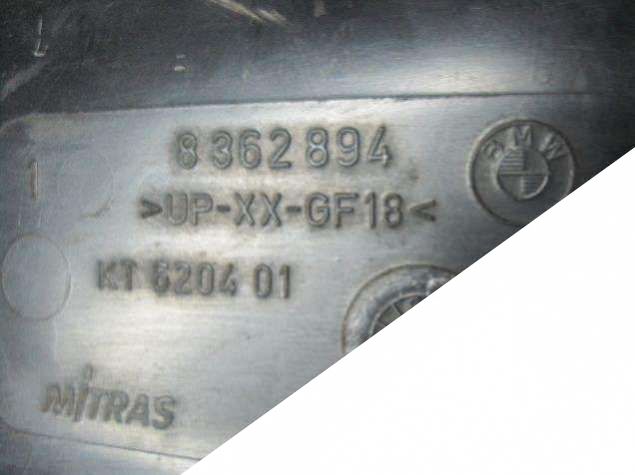 8 362 894
BMW
>UP-XX-GF18<
KT 6204 01
MiTRAS